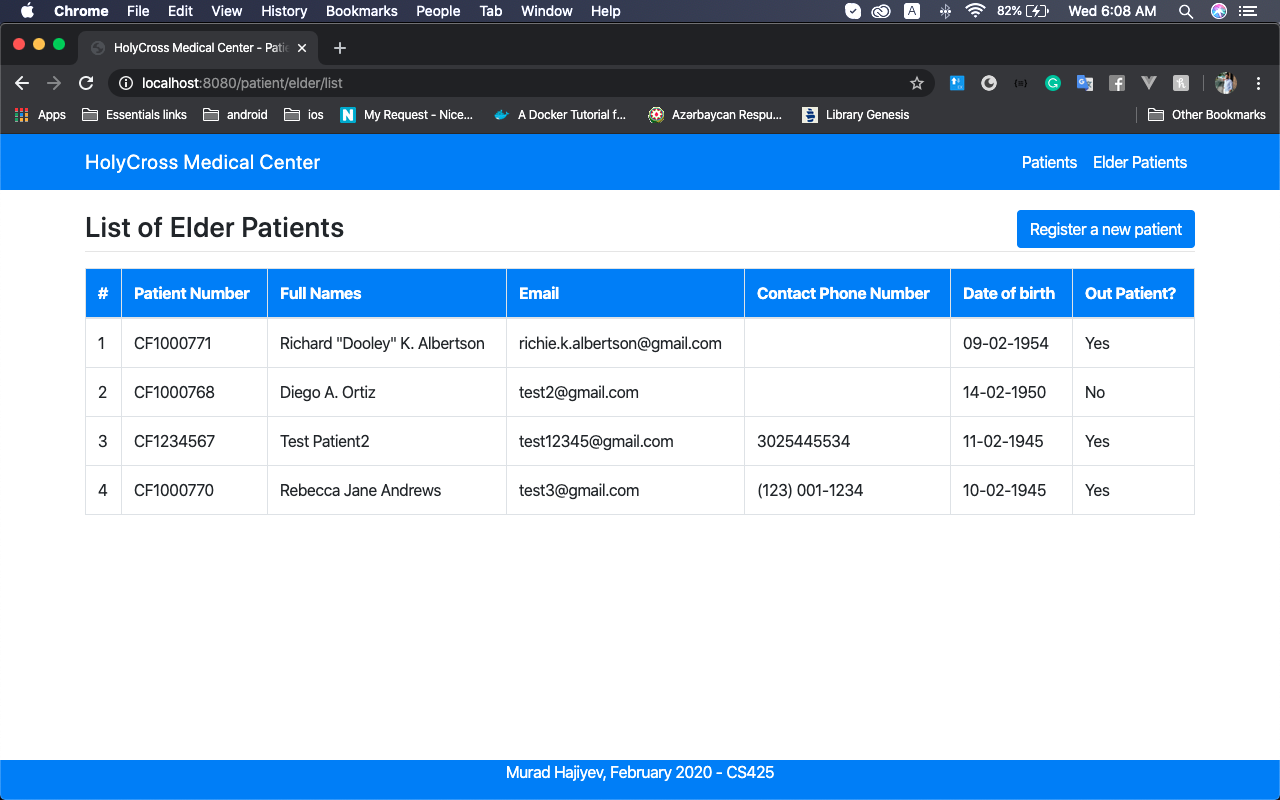 Chrome File Edit View History Bookmarks People Tab Window Help A 82% Wed 6:08 AM
HolyCross Medical Center - Patie
localhost:8080/patient/elder/list
Apps Essentials links android ios My Request - Nice... A Docker Tutorial f... Azərbaycan Respu... Library Genesis Other Bookmarks
HolyCross Medical Center Patients Elder Patients
List of Elder Patients Register a new patient
# Patient Number Full Names Email Contact Phone Number Date of birth Out Patient?
1 CF1000771 Richard "Dooley" K. Albertson richie.k.albertson@gmail.com 09-02-1954 Yes
2 CF1000768 Diego A. Ortiz test2@gmail.com 14-02-1950 No
3 CF1234567 Test Patient2 test12345@gmail.com 3025445534 11-02-1945 Yes
4 CF1000770 Rebecca Jane Andrews test3@gmail.com (123) 001-1234 10-02-1945 Yes
Murad Hajiyev, February 2020 - CS425